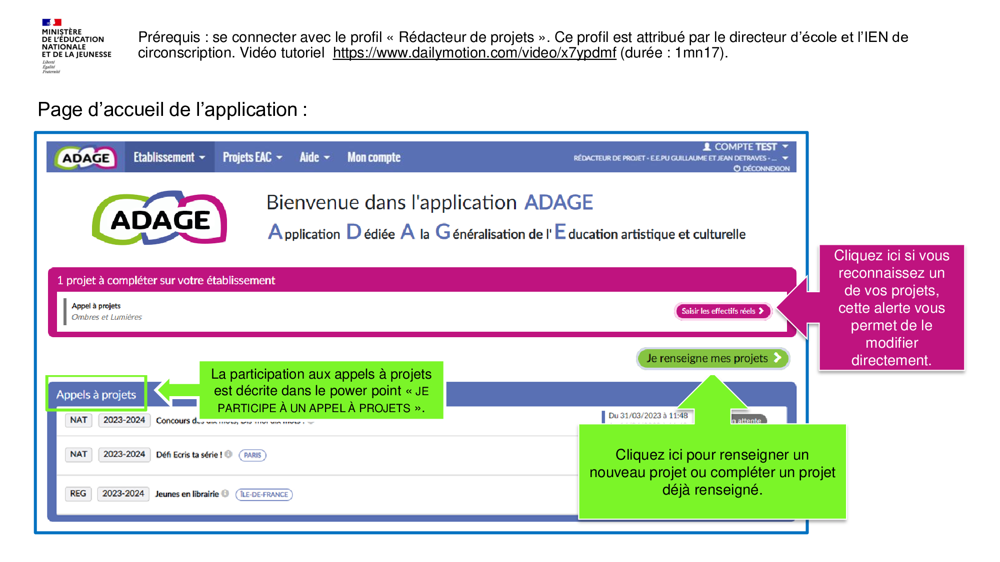 MINISTÈRE
DE L'ÉDUCATION
NATIONALE
ET DE LA JEUNESSE
Liberté
Égalité
Fraternité
Prérequis : se connecter avec le profil « Rédacteur de projets ». Ce profil est attribué par le directeur d'école et l'IEN de
circonscription. Vidéo tutoriel https://www.dailymotion.com/video/x7ypdmf (durée : 1mn17).
Page d'accueil de l'application :
ADAGE Etablissement Projets EAC Aide Mon compte
COMPTE TEST
RÉDACTEUR DE PROJET - E.E.PU GUILLAUME ET JEAN DETRAVES - ...
DÉCONNEXION
ADAGE
Bienvenue dans l'application ADAGE
Application Dédiée A la Généralisation de l'Education artistique et culturelle
1 projet à compléter sur votre établissement
Appel à projets
Ombres et Lumières
Saisir les effectifs réels
Cliquez ici si vous
reconnaissez un
de vos projets,
cette alerte vous
permet de le
modifier
directement.
Je renseigne mes projets
La participation aux appels à projets
est décrite dans le power point « JE
PARTICIPE À UN APPEL À PROJETS ».
Appels à projets
NAT 2023-2024 Concours des dix mots, Dis-moi dix mots !
Du 31/03/2023 à 11:48
attente
NAT 2023-2024 Défi Ecris ta série ! PARIS
REG 2023-2024 Jeunes en librairie ÎLE-DE-FRANCE
Cliquez ici pour renseigner un
nouveau projet ou compléter un projet
déjà renseigné.